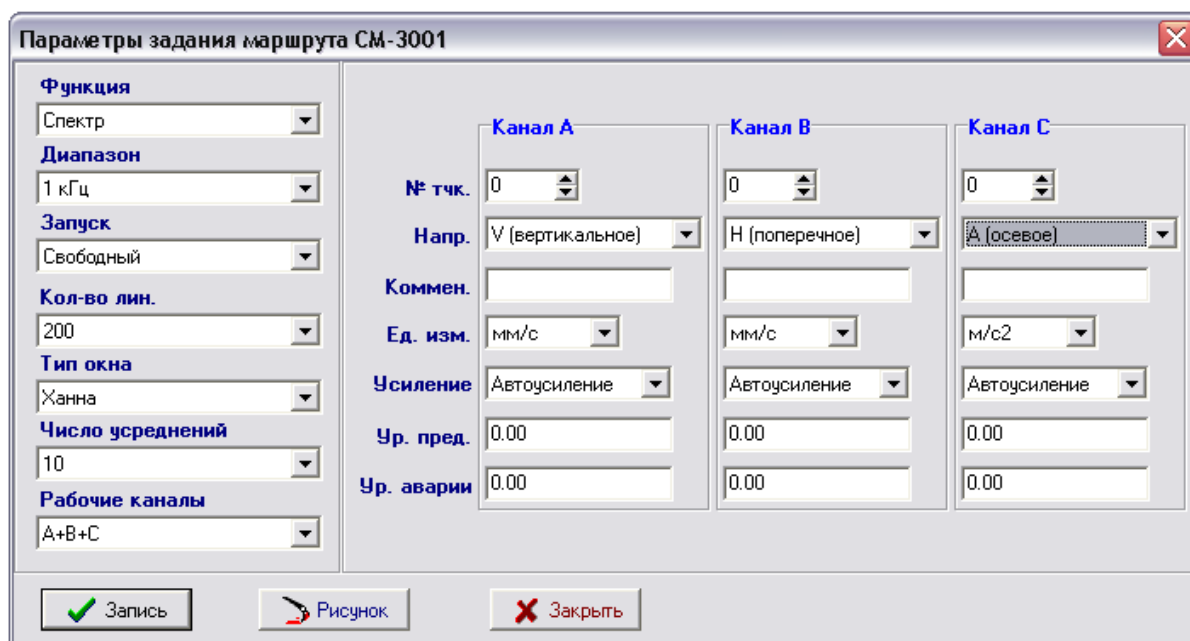 Параметры задания маршрута СМ-3001
Функция
Спектр
Диапазон
1 кГц
Запуск
Свободный
Кол-во лин.
200
Тип окна
Ханна
Число усреднений
10
Рабочие каналы
A+B+C
Канал A Канал B Канал C
№ тчк. 0 0 0
Напр. V (вертикальное) H (поперечное) A (осевое)
Коммен.
Ед. изм. мм/с мм/с м/с2
Усиление Автоусиление Автоусиление Автоусиление
Ур. пред. 0.00 0.00 0.00
Ур. аварии 0.00 0.00 0.00
Запись Рисунок Закрыть